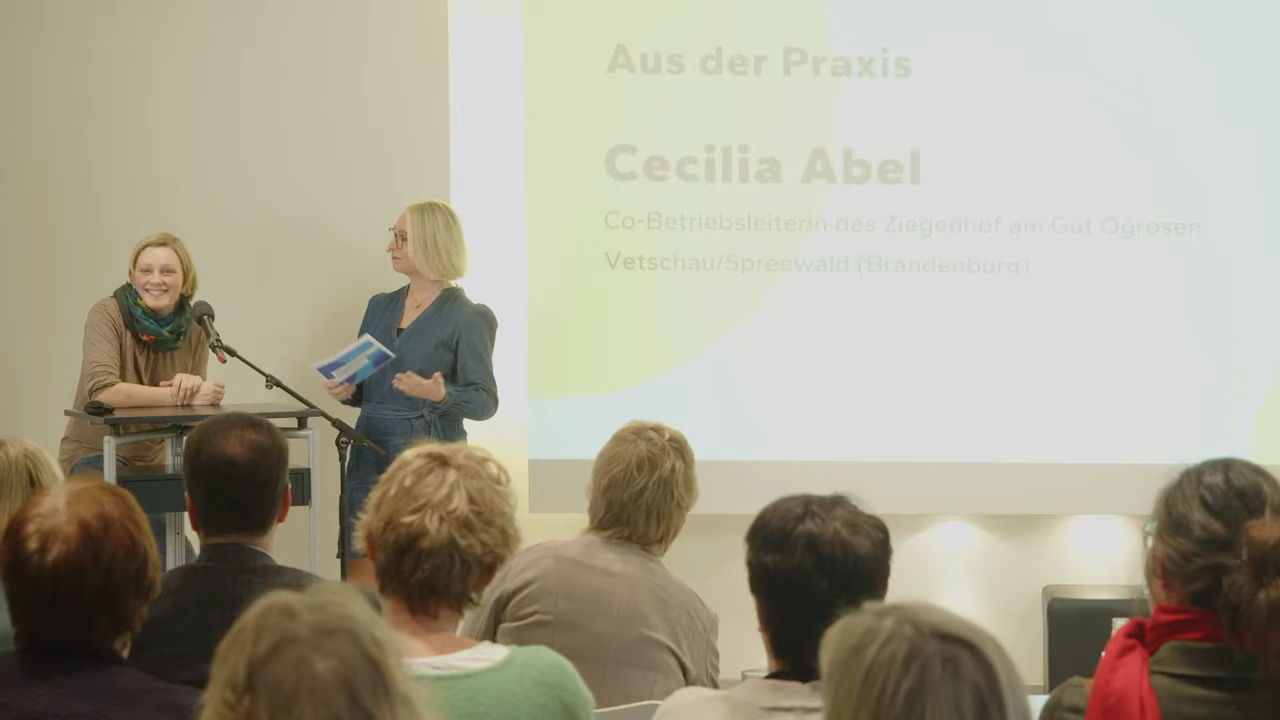 Aus der Praxis
Cecilia Abel
Co-Betriebsleiterin des Ziegenhof am Gut Ogrosen
Vetschau/Spreewald (Brandenburg)